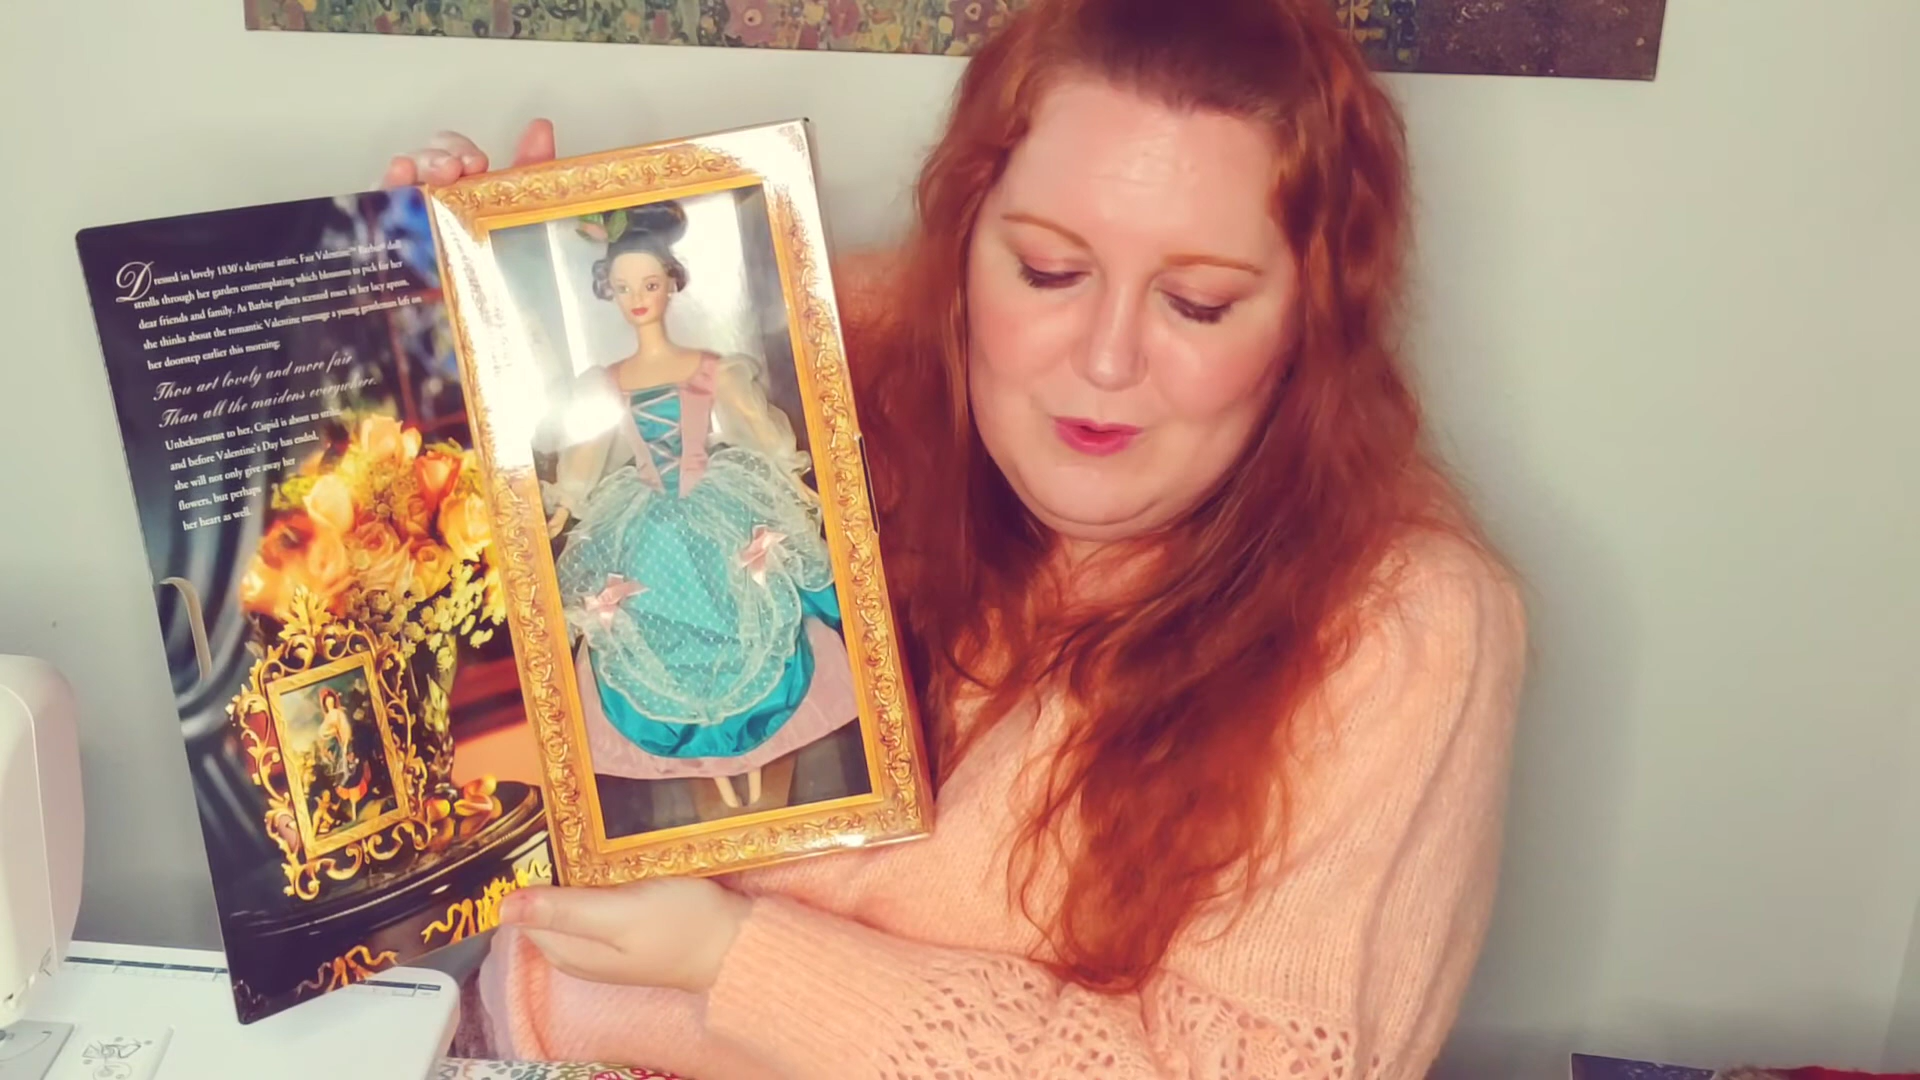 Dressed in lovely 1830's daytime attire, Fair Valentine™ Barbie® doll
strolls through her garden contemplating which blossoms to pick for her
dear friends and family. As Barbie gathers scented roses in her lacy apron,
she thinks about the romantic Valentine message a young gentleman left on
her doorstep earlier this morning:
Thou art lovely and more fair
Than all the maidens everywhere.
Unbeknownst to her, Cupid is about to strike,
and before Valentine's Day has ended,
she will not only give away her
flowers, but perhaps
her heart as well.